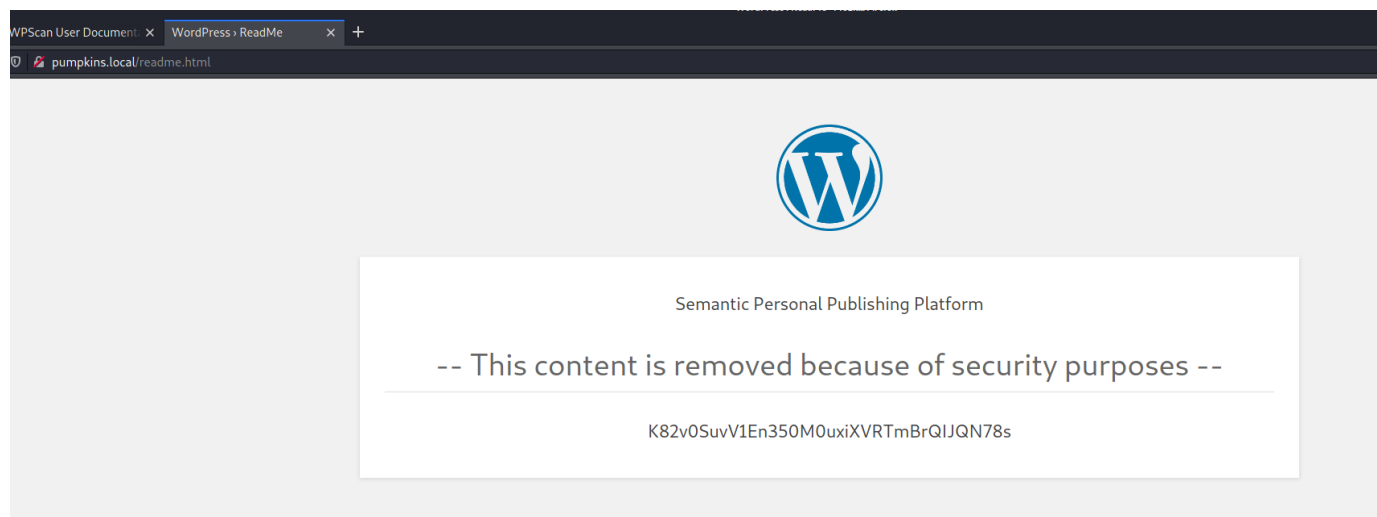 WPScan User Document
WordPress › ReadMe
pumpkins.local/readme.html
Semantic Personal Publishing Platform
-- This content is removed because of security purposes --
K82v0SuvV1En350M0uxiXVRTmBrQIJQN78s